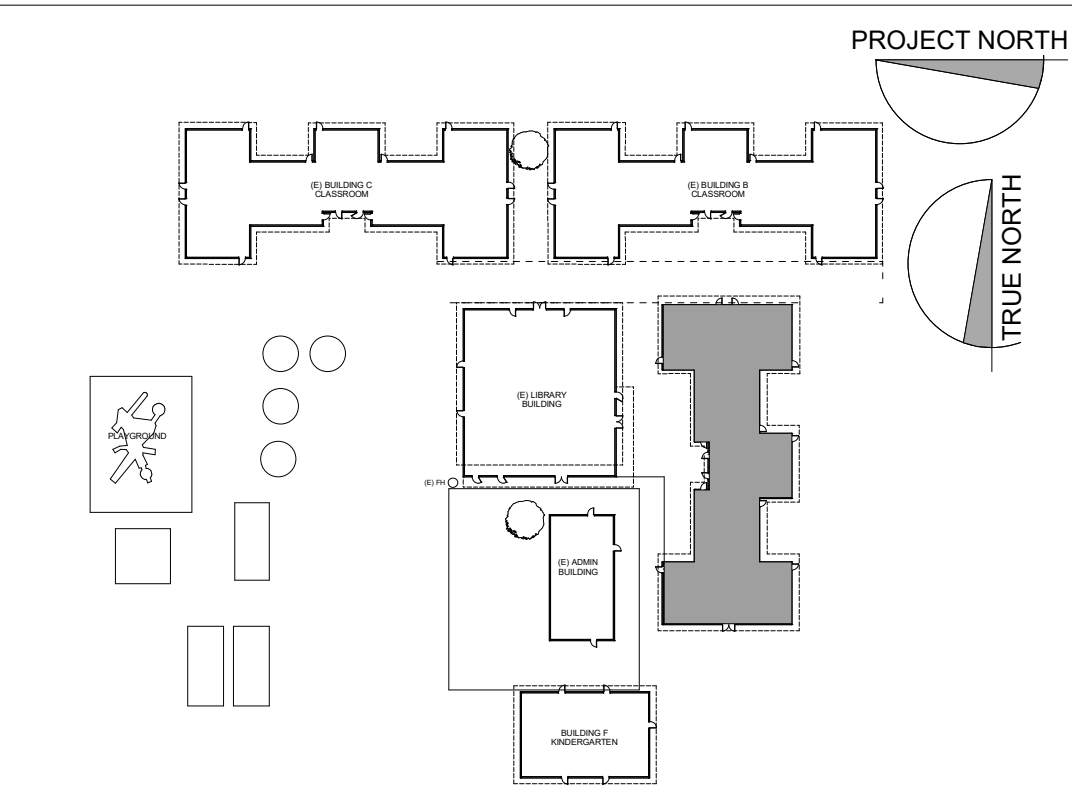 PROJECT NORTH
TRUE NORTH
(E) BUILDING C
CLASSROOM
(E) BUILDING B
CLASSROOM
(E) LIBRARY
BUILDING
PLAYGROUND
(E) FH
(E) ADMIN
BUILDING
BUILDING F
KINDERGARTEN